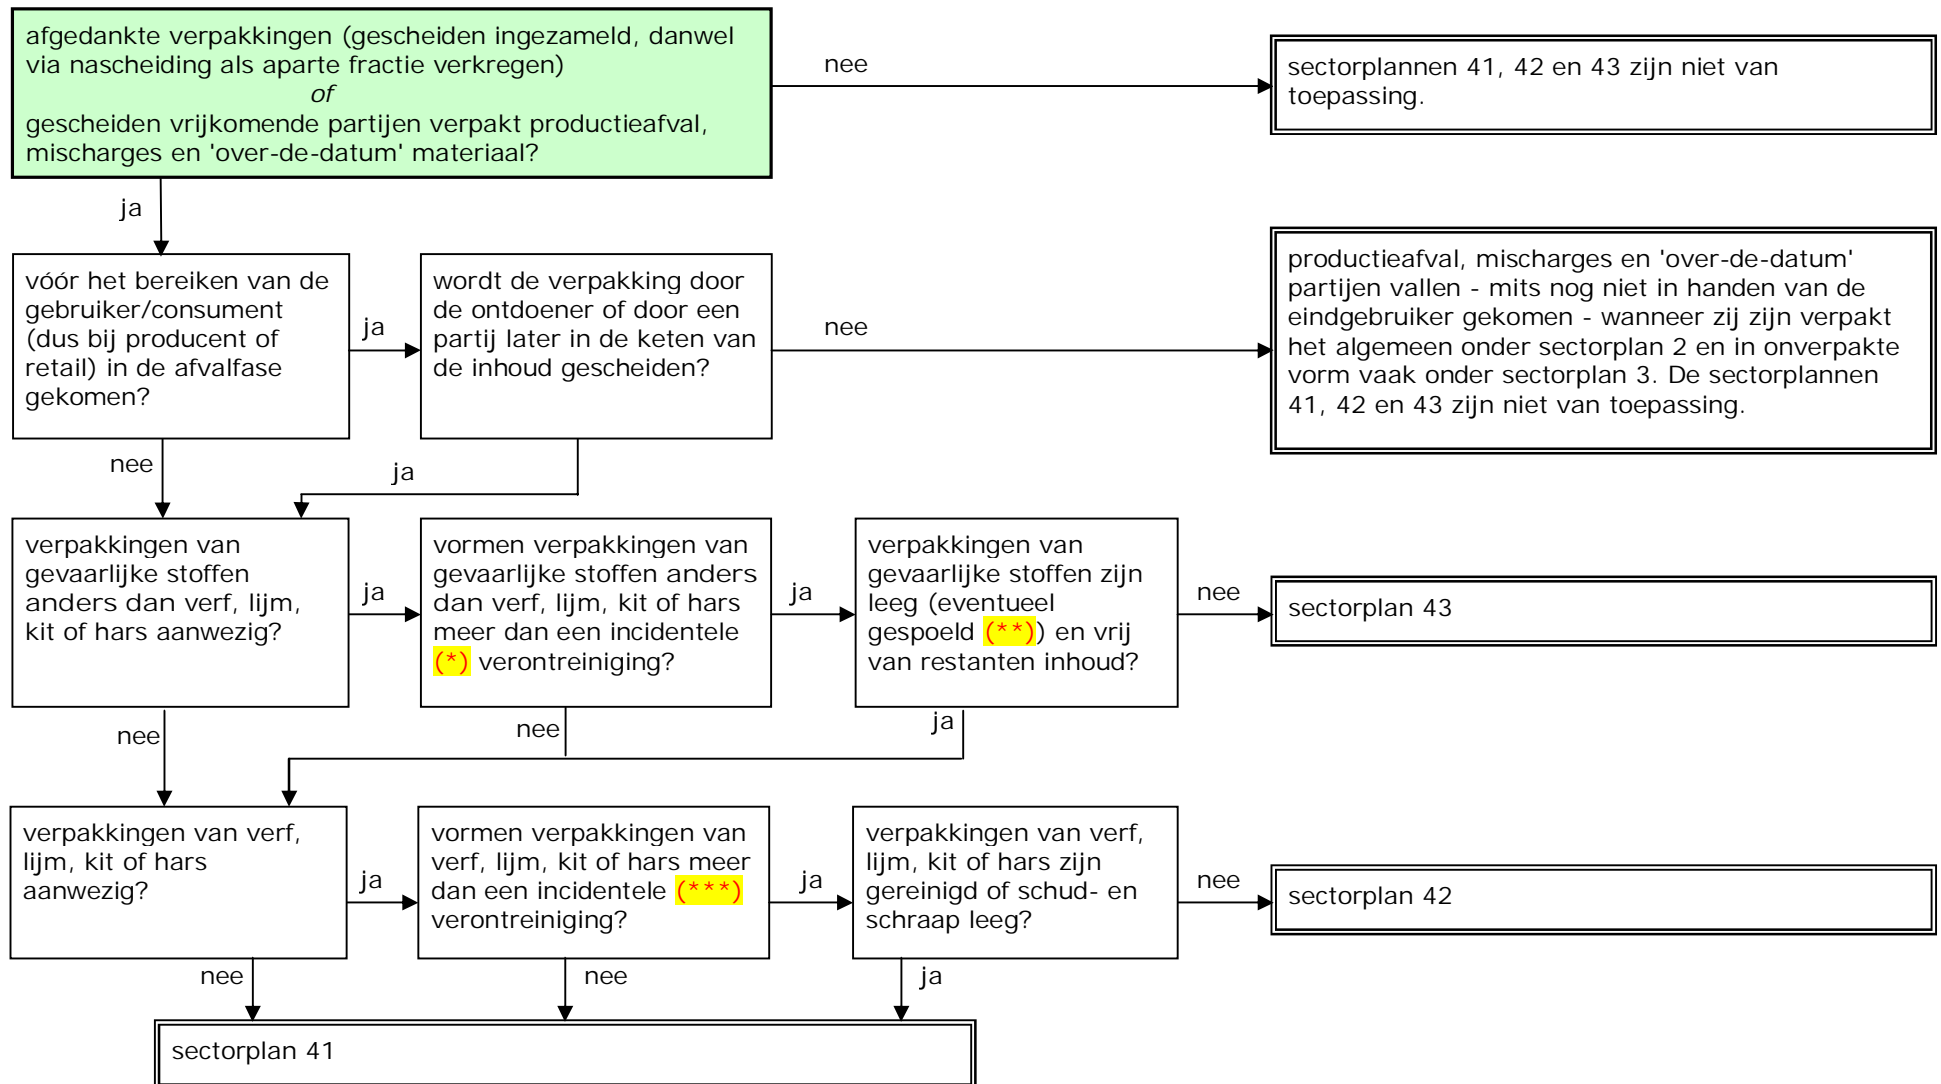 afgedankte verpakkingen (gescheiden ingezameld, danwel
via nascheiding als aparte fractie verkregen)
of
gescheiden vrijkomende partijen verpakt productieafval,
mischarges en 'over-de-datum' materiaal?
nee
sectorplannen 41, 42 en 43 zijn niet van
toepassing.
ja
vóór het bereiken van de
gebruiker/consument
(dus bij producent of
retail) in de afvalfase
gekomen?
ja
wordt de verpakking door
de ontdoener of door een
partij later in de keten van
de inhoud gescheiden?
nee
productieafval, mischarges en 'over-de-datum'
partijen vallen - mits nog niet in handen van de
eindgebruiker gekomen - wanneer zij zijn verpakt
het algemeen onder sectorplan 2 en in onverpakte
vorm vaak onder sectorplan 3. De sectorplannen
41, 42 en 43 zijn niet van toepassing.
nee
ja
verpakkingen van
gevaarlijke stoffen
anders dan verf, lijm,
kit of hars aanwezig?
ja
vormen verpakkingen van
gevaarlijke stoffen anders
dan verf, lijm, kit of hars
meer dan een incidentele
(*) verontreiniging?
ja
verpakkingen van
gevaarlijke stoffen zijn
leeg (eventueel
gespoeld (**)) en vrij
van restanten inhoud?
nee
sectorplan 43
nee
nee
ja
verpakkingen van verf,
lijm, kit of hars
aanwezig?
ja
vormen verpakkingen van
verf, lijm, kit of hars meer
dan een incidentele (***)
verontreiniging?
ja
verpakkingen van verf,
lijm, kit of hars zijn
gereinigd of schud- en
schraap leeg?
nee
sectorplan 42
nee
nee
ja
sectorplan 41